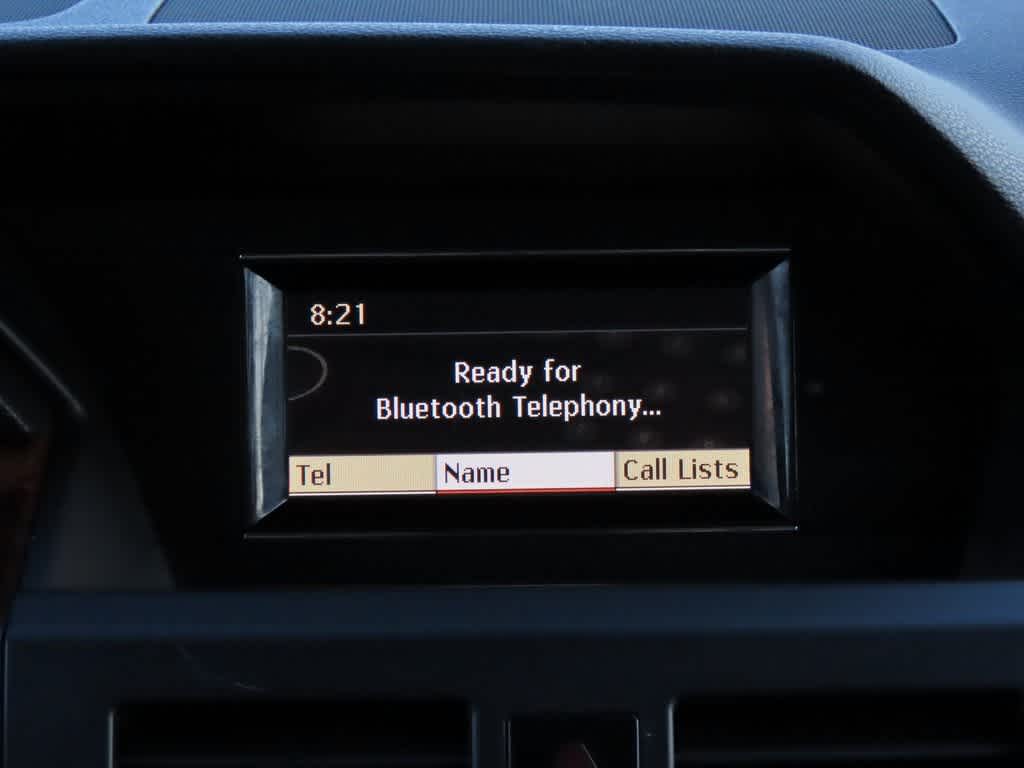 8:21
Ready for
Bluetooth Telephony...
Tel Name Call Lists